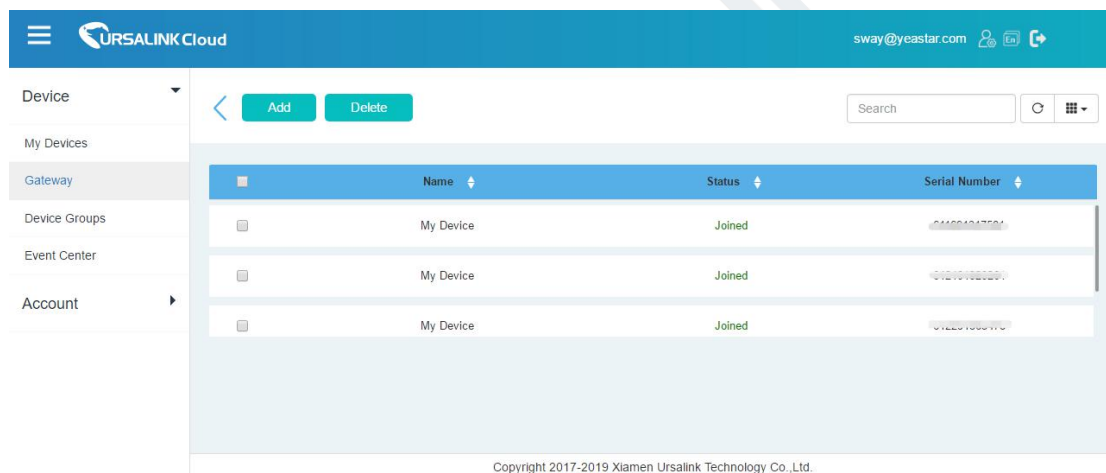 URSALINK Cloud
sway@yeastar.com En
Device
Add Delete Search
My Devices
Gateway
Name Status Serial Number
Device Groups
My Device Joined
Event Center
My Device Joined
Account
My Device Joined
Copyright 2017-2019 Xiamen Ursalink Technology Co.,Ltd.